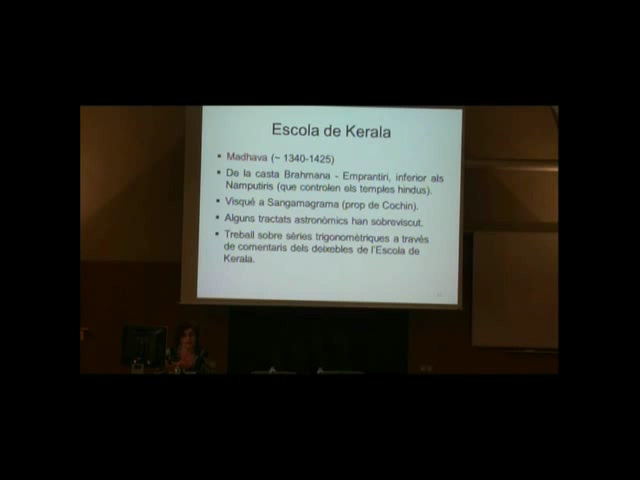 Escola de Kerala
▪ Madhava (~ 1340-1425)
▪ De la casta Brahmana - Emprantiri, inferior als
Namputiris (que controlen els temples hindus).
▪ Visqué a Sangamagrama (prop de Cochin).
▪ Alguns tractats astronòmics han sobreviscut.
▪ Treball sobre sèries trigonomètriques a través
de comentaris dels deixebles de l'Escola de
Kerala.